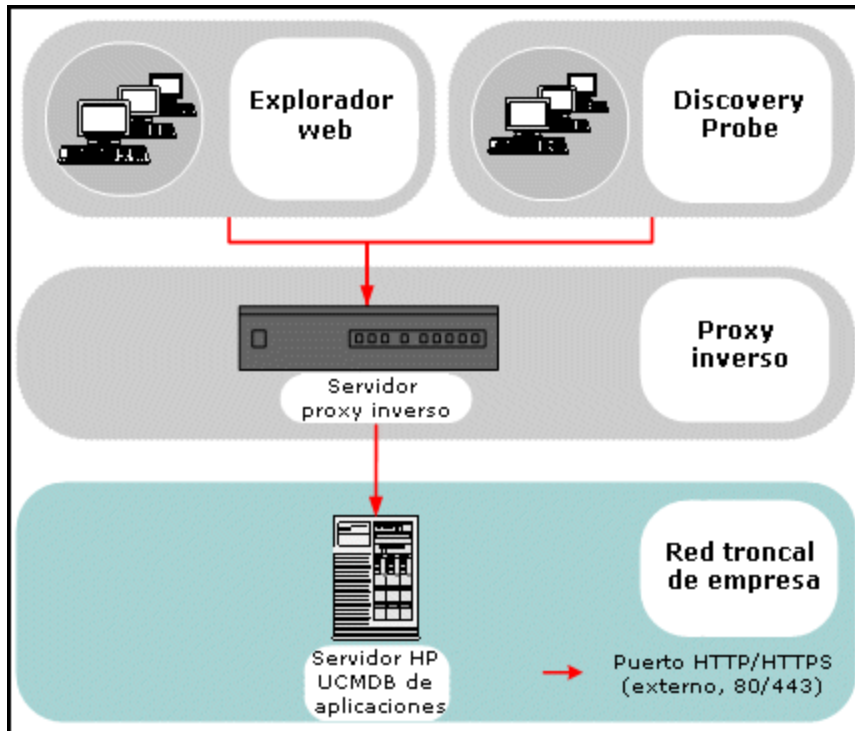 Explorador
web
Discovery
Probe
Proxy
inverso
Servidor
proxy inverso
Red troncal
de empresa
Servidor HP
UCMDB de
aplicaciones
Puerto HTTP/HTTPS
(externo, 80/443)